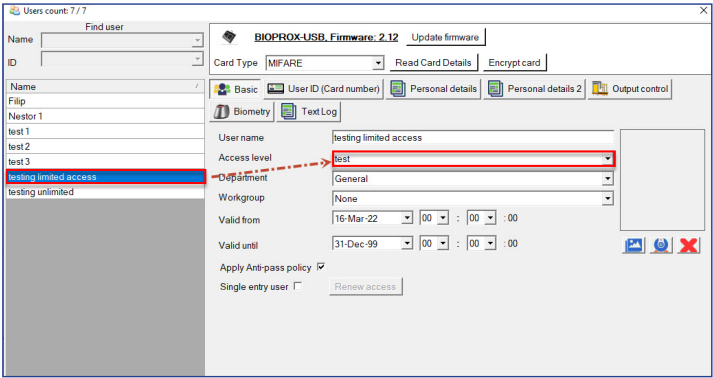 Users count: 7 / 7
Find user
Name
ID
Name
Filip
Nestor 1
test 1
test 2
test 3
testing limited access
testing unlimited
BIOPROX-USB, Firmware: 2.12 Update firmware
Card Type MIFARE Read Card Details Encrypt card
Basic User ID (Card number) Personal details Personal details 2 Output control
Biometry Text Log
User name testing limited access
Access level test
Department General
Workgroup None
Valid from 16-Mar-22 00 : 00 : 00
Valid until 31-Dec-99 00 : 00 : 00
Apply Anti-pass policy
Single entry user Renew access